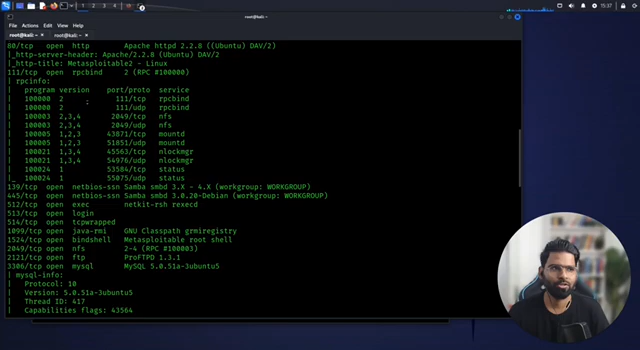 1 2 3 4
15:37
root@kali: ~
File Actions Edit View Help
root@kali: ~ × root@kali: ~ ×
80/tcp open http Apache httpd 2.2.8 ((Ubuntu) DAV/2)
|_http-server-header: Apache/2.2.8 (Ubuntu) DAV/2
|_http-title: Metasploitable2 - Linux
111/tcp open rpcbind 2 (RPC #100000)
| rpcinfo:
| program version port/proto service
| 100000 2 111/tcp rpcbind
| 100000 2 111/udp rpcbind
| 100003 2,3,4 2049/tcp nfs
| 100003 2,3,4 2049/udp nfs
| 100005 1,2,3 43871/tcp mountd
| 100005 1,2,3 51851/udp mountd
| 100021 1,3,4 45563/tcp nlockmgr
| 100021 1,3,4 54976/udp nlockmgr
| 100024 1 53584/tcp status
|_ 100024 1 55075/udp status
139/tcp open netbios-ssn Samba smbd 3.X - 4.X (workgroup: WORKGROUP)
445/tcp open netbios-ssn Samba smbd 3.0.20-Debian (workgroup: WORKGROUP)
512/tcp open exec netkit-rsh rexecd
513/tcp open login
514/tcp open tcpwrapped
1099/tcp open java-rmi GNU Classpath grmiregistry
1524/tcp open bindshell Metasploitable root shell
2049/tcp open nfs 2-4 (RPC #100003)
2121/tcp open ftp ProFTPD 1.3.1
3306/tcp open mysql MySQL 5.0.51a-3ubuntu5
| mysql-info:
| Protocol: 10
| Version: 5.0.51a-3ubuntu5
| Thread ID: 417
| Capabilities flags: 43564